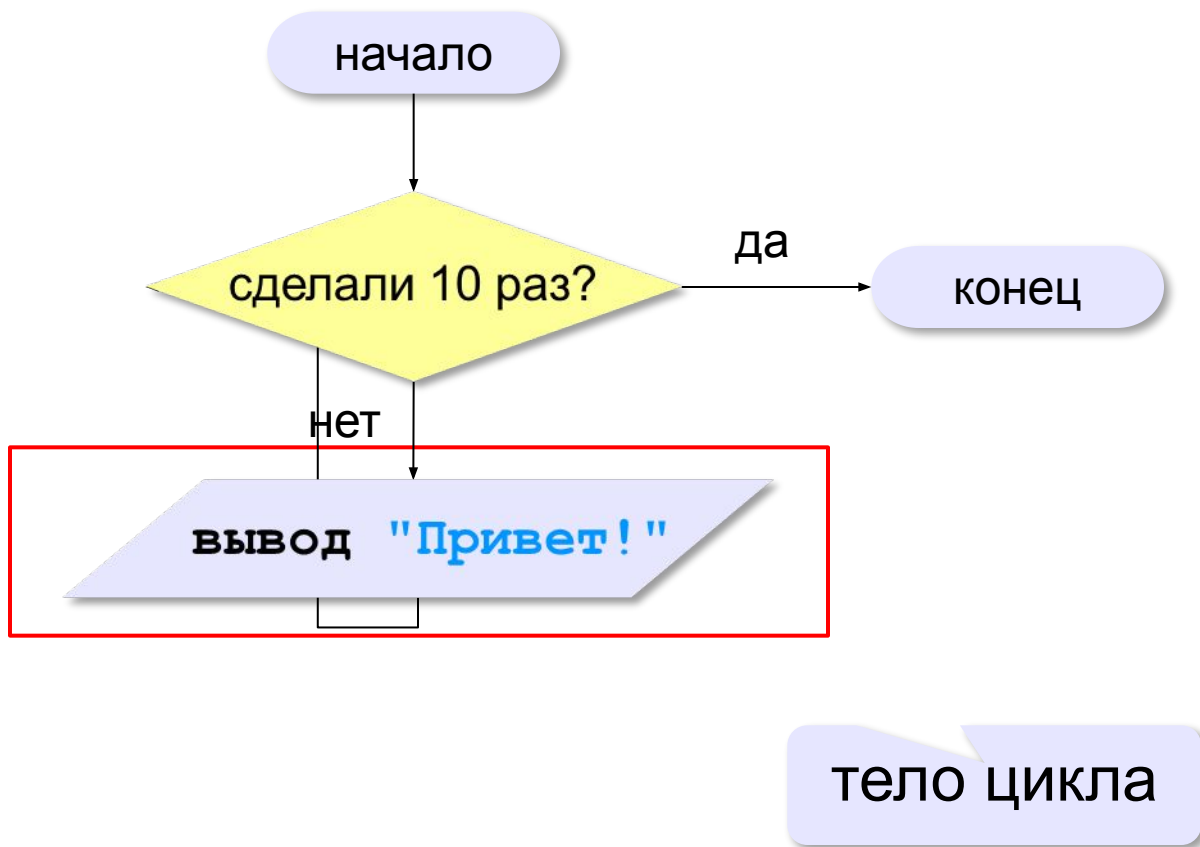 начало
сделали 10 раз?
да
конец
нет
вывод "Привет!"
тело цикла